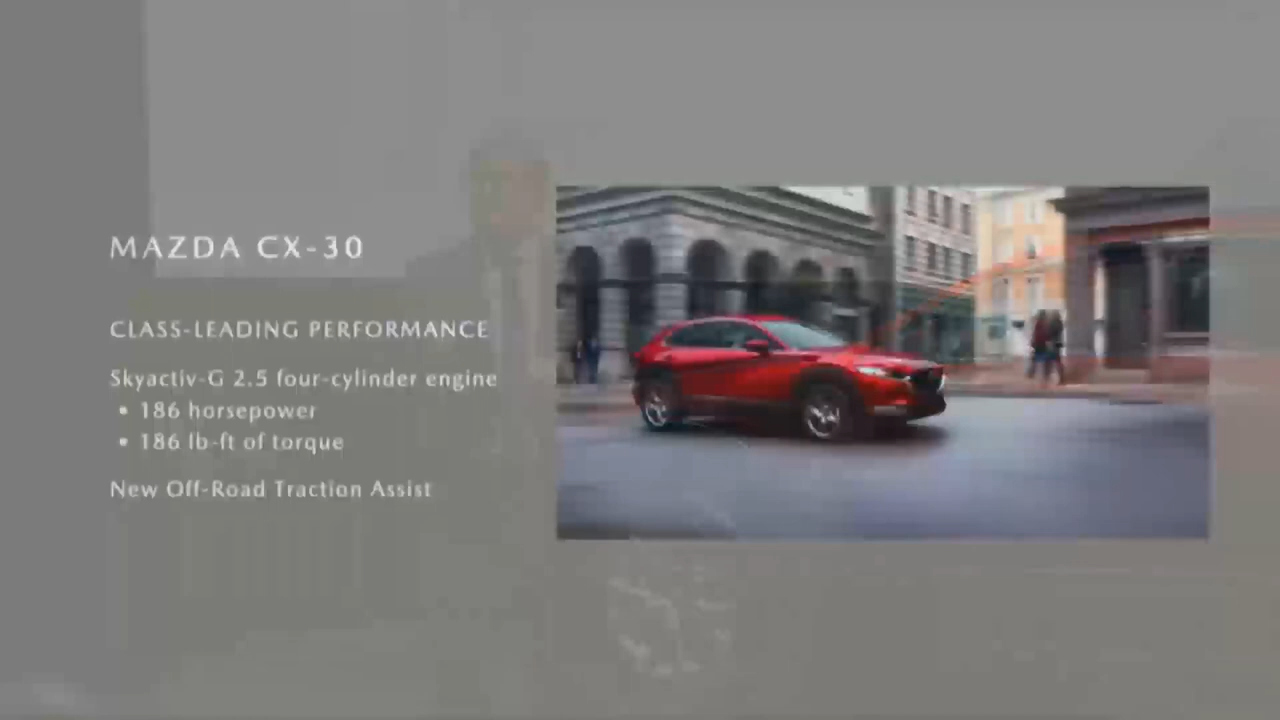 MAZDA CX-30
CLASS-LEADING PERFORMANCE
Skyactiv-G 2.5 four-cylinder engine
• 186 horsepower
• 186 lb-ft of torque
New Off-Road Traction Assist